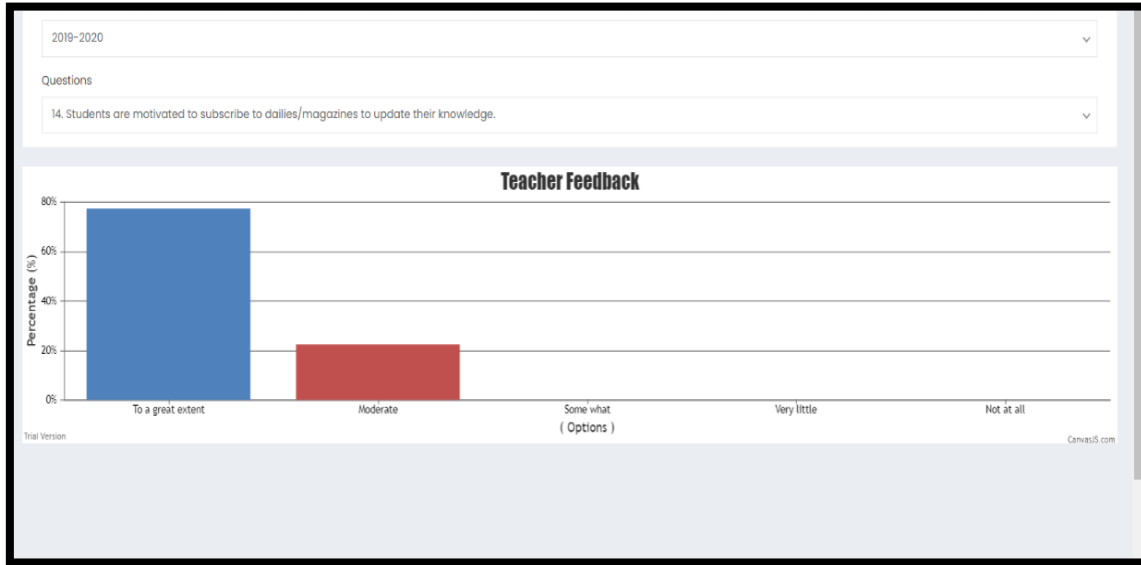 2019-2020
Questions
14. Students are motivated to subscribe to dailies/magazines to update their knowledge.
Teacher Feedback
Percentage (%)
80%
60%
40%
20%
0%
To a great extent Moderate Some what Very little Not at all
( Options )
Trial Version CanvasJS.com